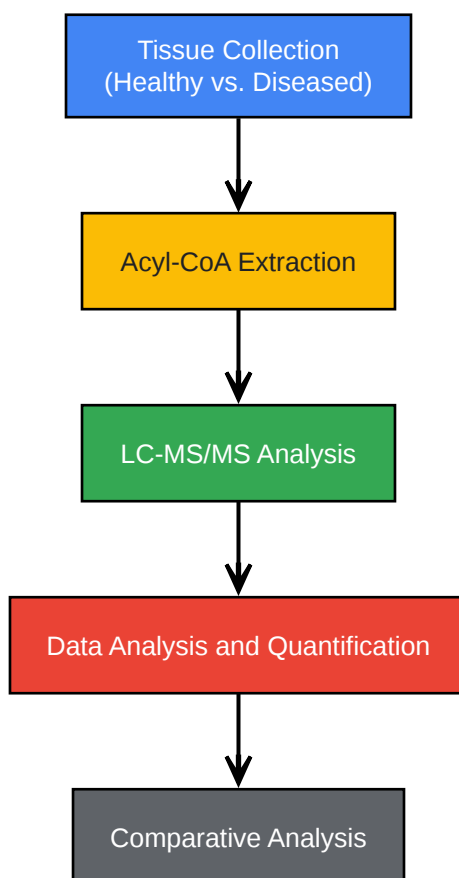 Tissue Collection
(Healthy vs. Diseased)
Acyl-CoA Extraction
LC-MS/MS Analysis
Data Analysis and Quantification
Comparative Analysis